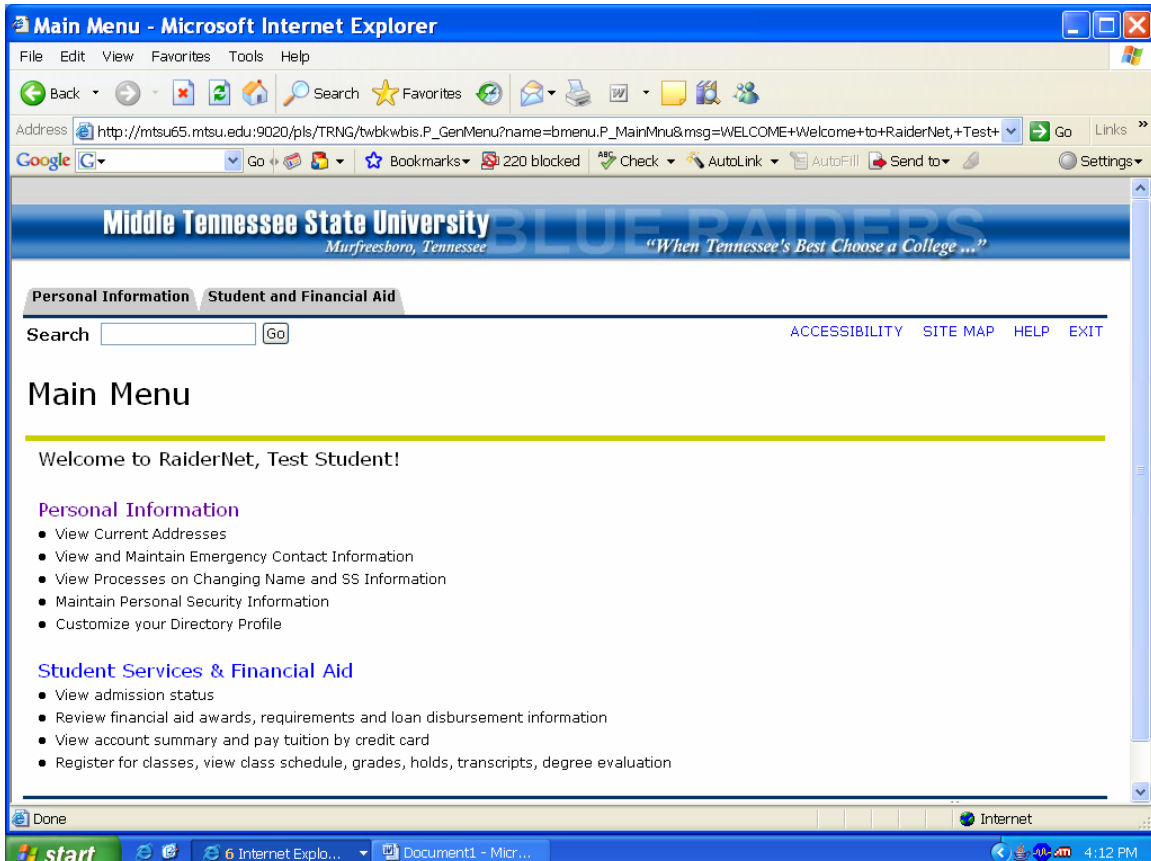 Main Menu - Microsoft Internet Explorer
File Edit View Favorites Tools Help
Back Search Favorites
Address http://mtsu65.mtsu.edu:9020/pls/TRNG/twbkwbis.P_GenMenu?name=bmenu.P_MainMnu&msg=WELCOME+Welcome+to+RaiderNet,+Test+ Go Links »
Google G Go Bookmarks 220 blocked ABC Check AutoLink AutoFill Send to Settings
BLUE RAIDERS
Middle Tennessee State University
Murfreesboro, Tennessee “When Tennessee's Best Choose a College ...”
Personal Information Student and Financial Aid
Search Go ACCESSIBILITY SITE MAP HELP EXIT
Main Menu
Welcome to RaiderNet, Test Student!
Personal Information
• View Current Addresses
• View and Maintain Emergency Contact Information
• View Processes on Changing Name and SS Information
• Maintain Personal Security Information
• Customize your Directory Profile
Student Services & Financial Aid
• View admission status
• Review financial aid awards, requirements and loan disbursement information
• View account summary and pay tuition by credit card
• Register for classes, view class schedule, grades, holds, transcripts, degree evaluation
Done Internet
start 6 Internet Explo... Document1 - Micr... 4:12 PM